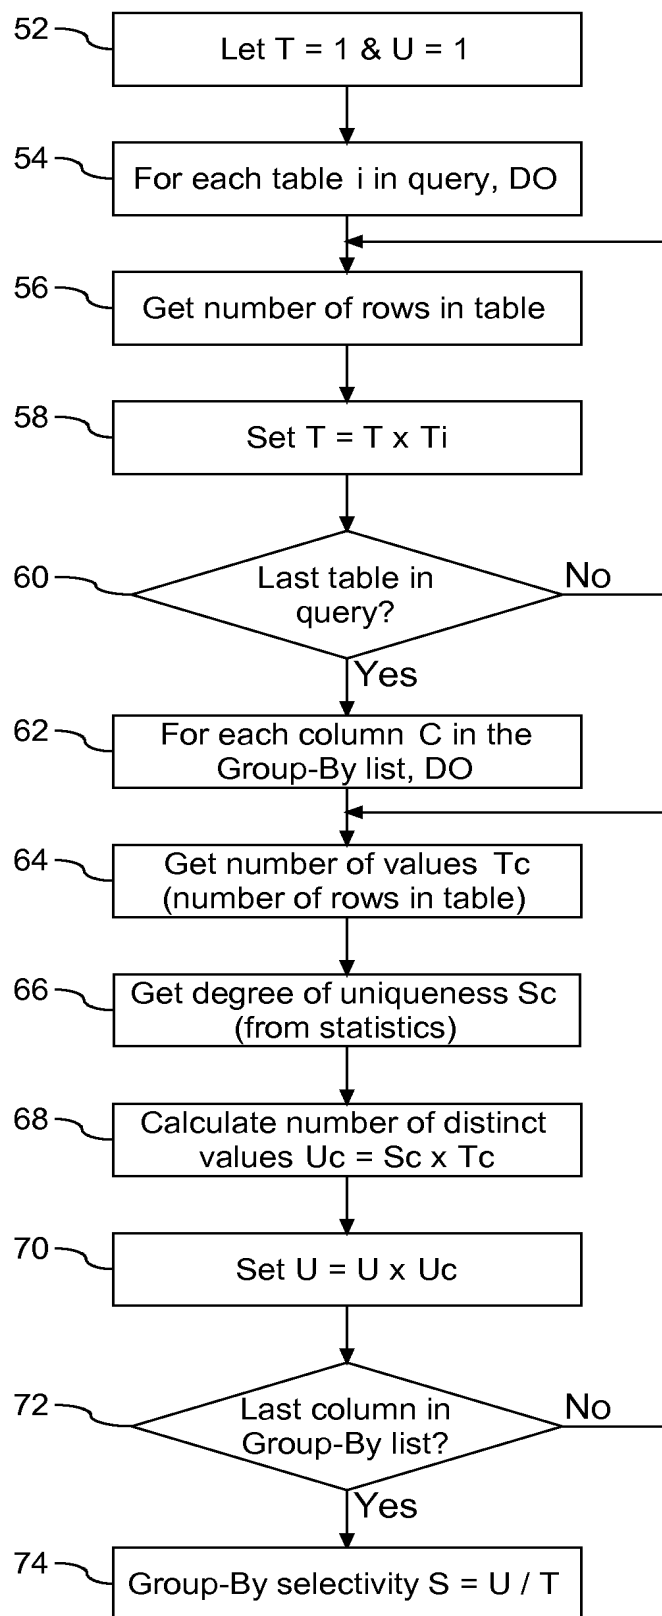 52
Let T = 1 & U = 1
54
For each table i in query, DO
56
Get number of rows in table
58
Set T = T x Ti
60
Last table in
query?
No
Yes
62
For each column C in the
Group-By list, DO
64
Get number of values Tc
(number of rows in table)
66
Get degree of uniqueness Sc
(from statistics)
68
Calculate number of distinct
values Uc = Sc x Tc
70
Set U = U x Uc
72
Last column in
Group-By list?
No
Yes
74
Group-By selectivity S = U / T